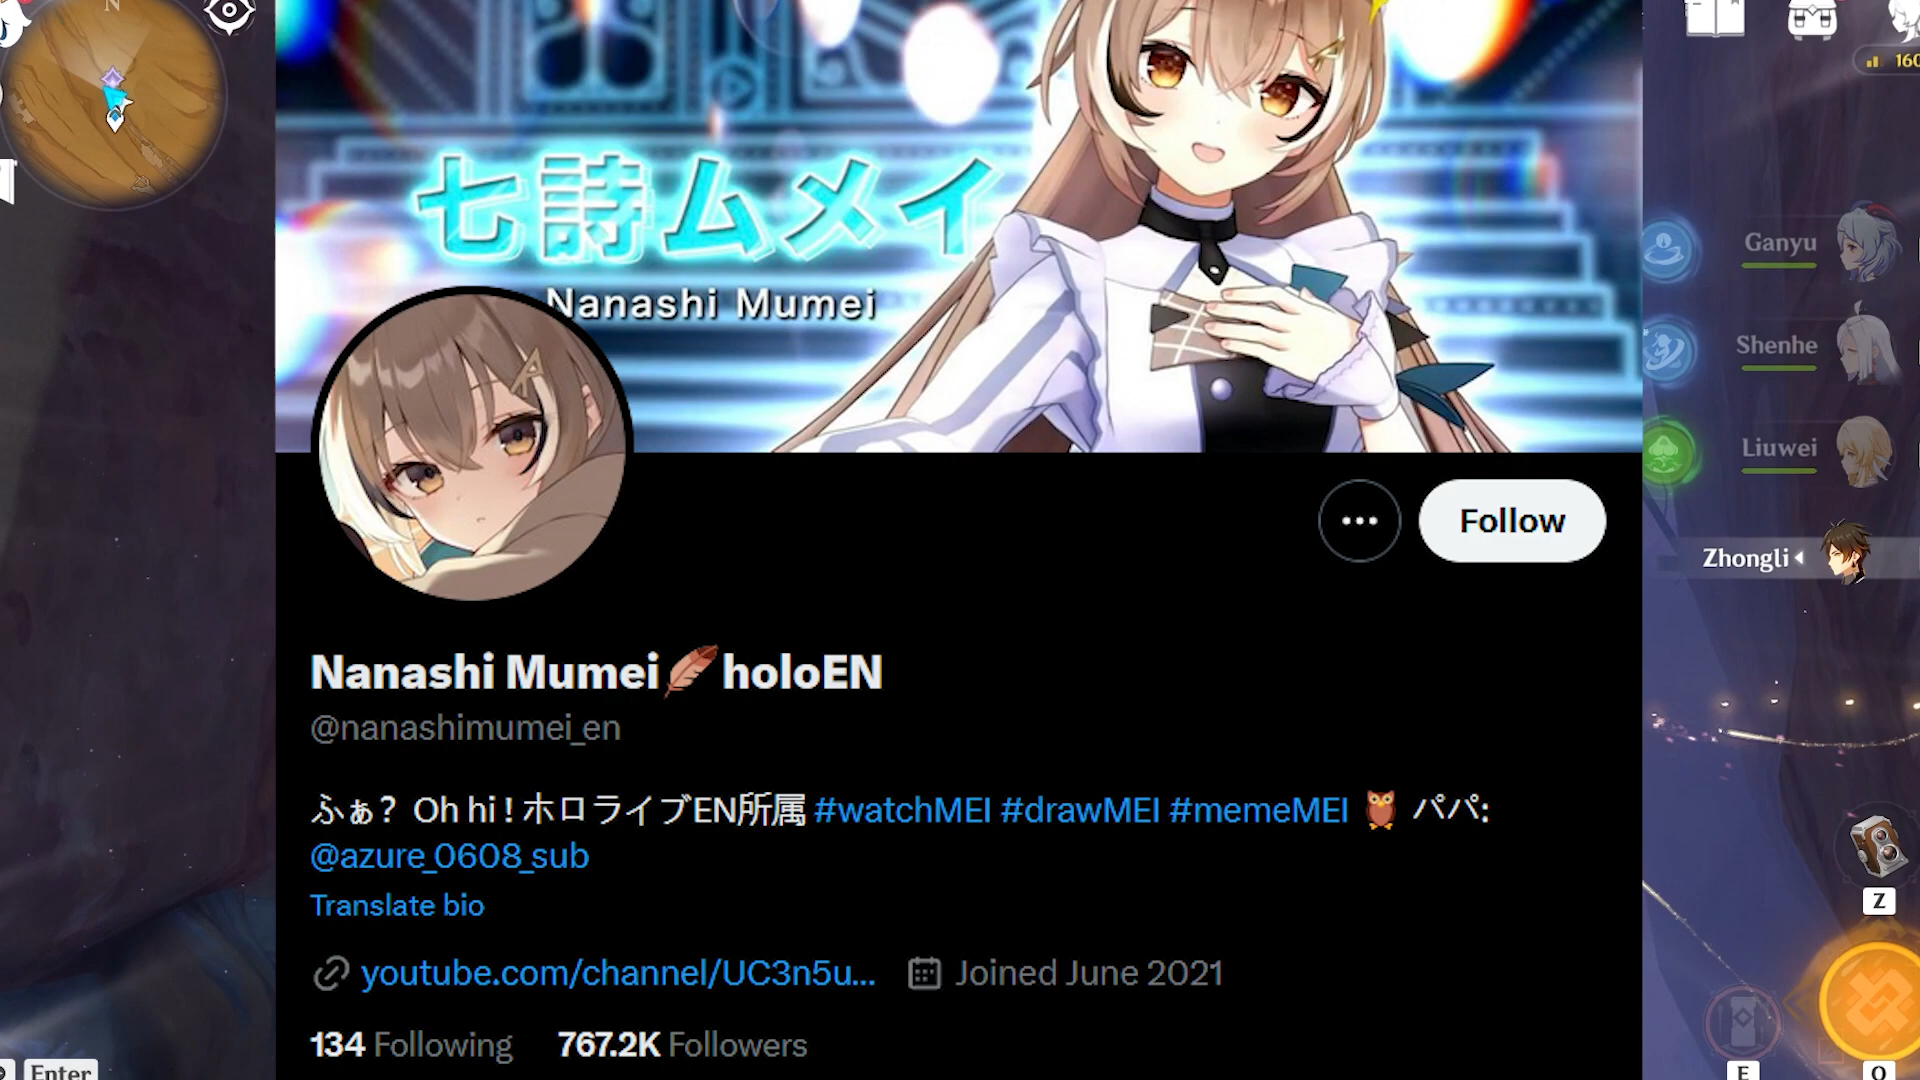 N
160
七詩ムメイ
Nanashi Mumei
Ganyu
Shenhe
Liuwei
Zhongli
Follow
Nanashi Mumei🪶holoEN
@nanashimumei_en
ふぁ? Oh hi ! ホロライブEN所属 #watchMEI #drawMEI #memeMEI 🦉 パパ:
@azure_0608_sub
Translate bio
youtube.com/channel/UC3n5u... Joined June 2021
134 Following 767.2K Followers
Z
Enter
E
Q